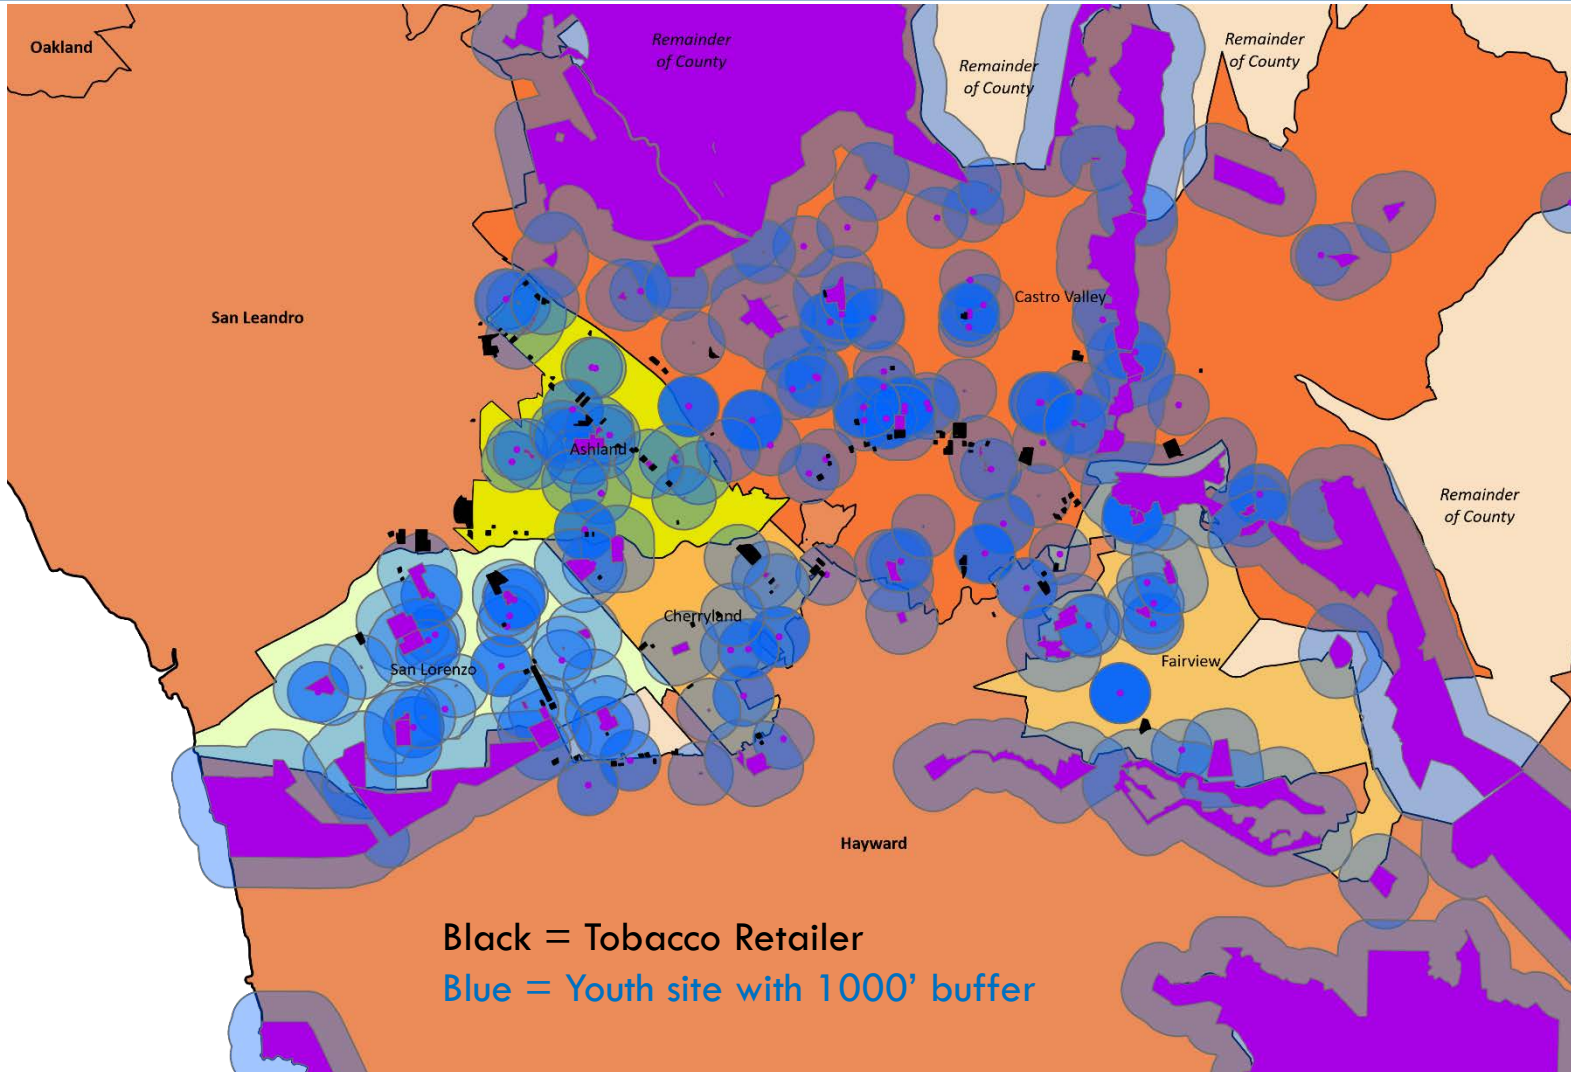 Oakland
Remainder
of County
Remainder
of County
Remainder
of County
San Leandro
Castro Valley
Ashland
Remainder
of County
Cherryland
San Lorenzo
Fairview
Hayward
Black = Tobacco Retailer
Blue = Youth site with 1000’ buffer